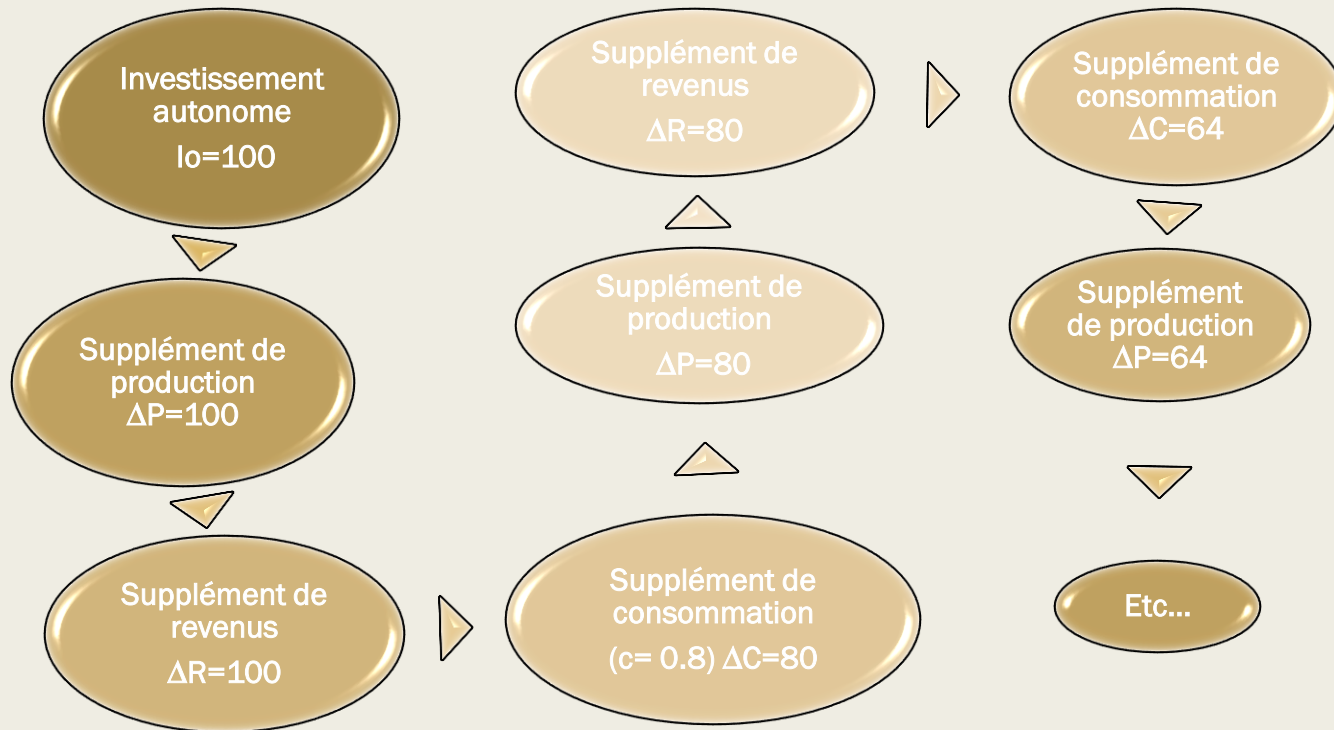 Investissement
autonome
Io=100
Supplément de
production
ΔP=100
Supplément de
revenus
ΔR=100
Supplément de
consommation
(c= 0.8) ΔC=80
Supplément de
production
ΔP=80
Supplément de
revenus
ΔR=80
Supplément de
consommation
ΔC=64
Supplément
de production
ΔP=64
Etc...